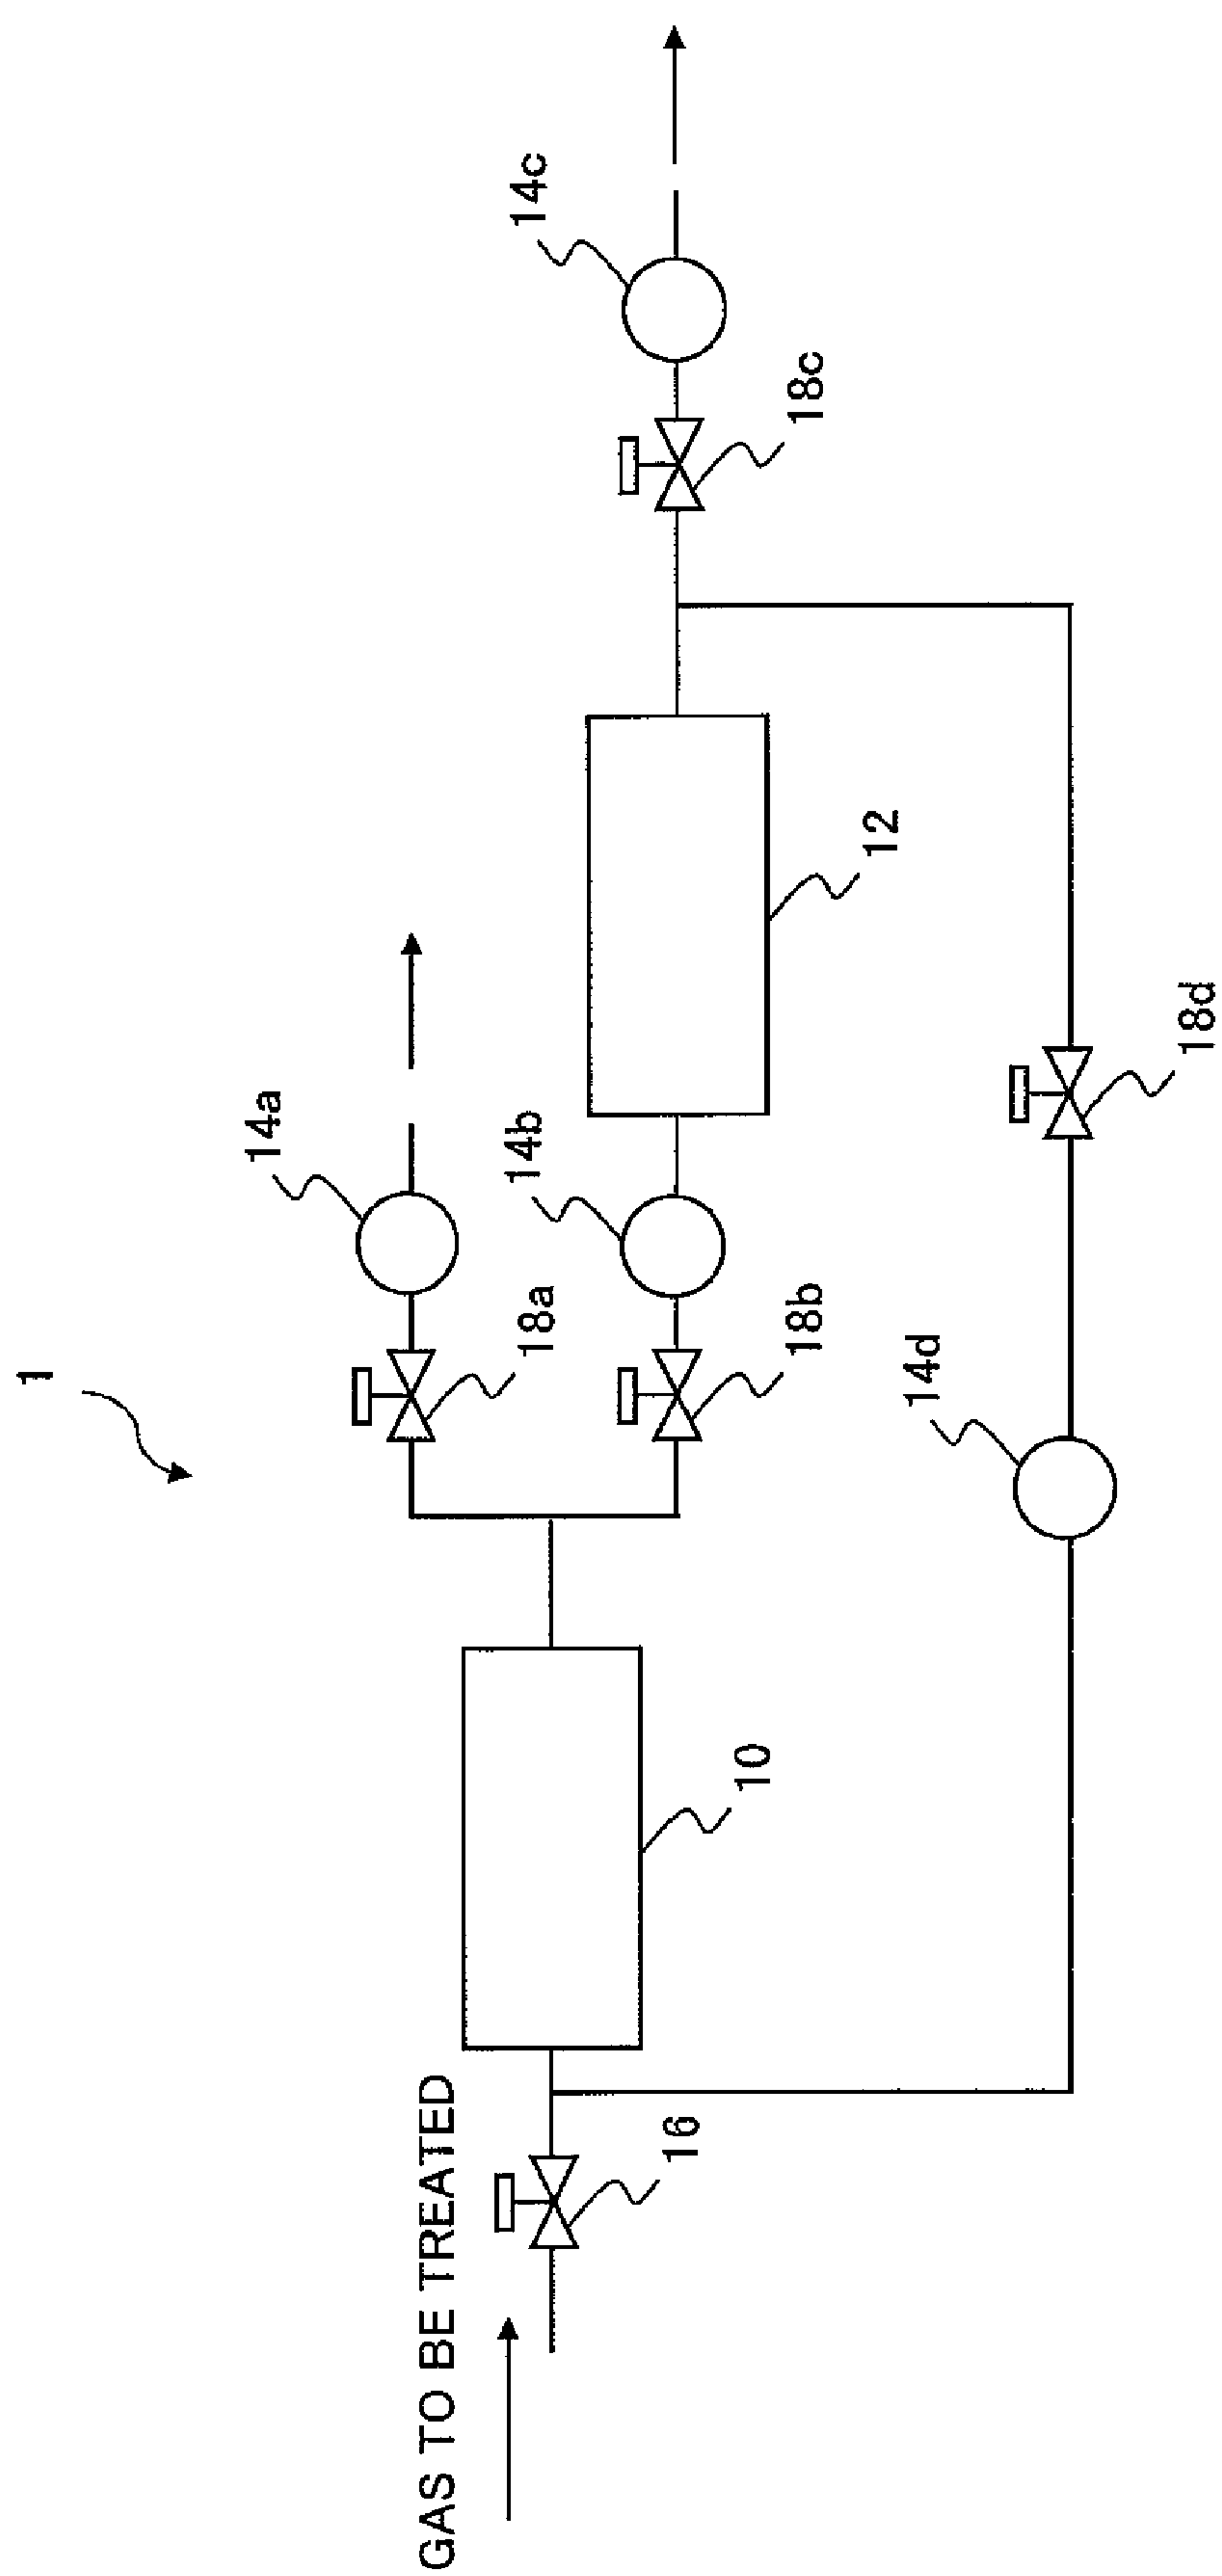 1
GAS TO BE TREATED
16
10
18a
14a
18b
14b
12
18c
14c
14d
18d